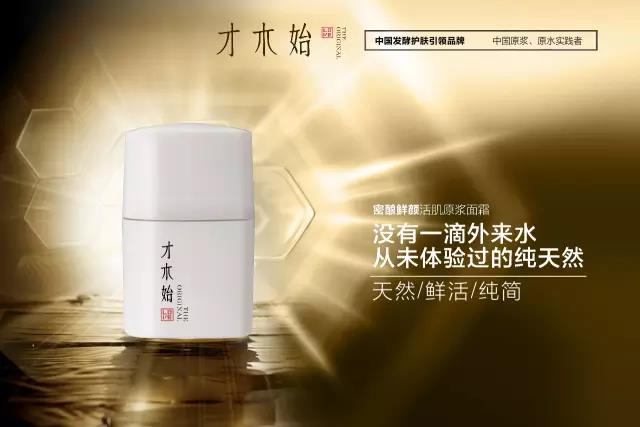 才木始
THE
ORIGINAL
中国发酵护肤引领品牌 中国原浆、原水实践者
密酿鲜颜活肌原浆面霜
没有一滴外来水
从未体验过的纯天然
天然/鲜活/纯简
才木始
THE
ORIGINAL